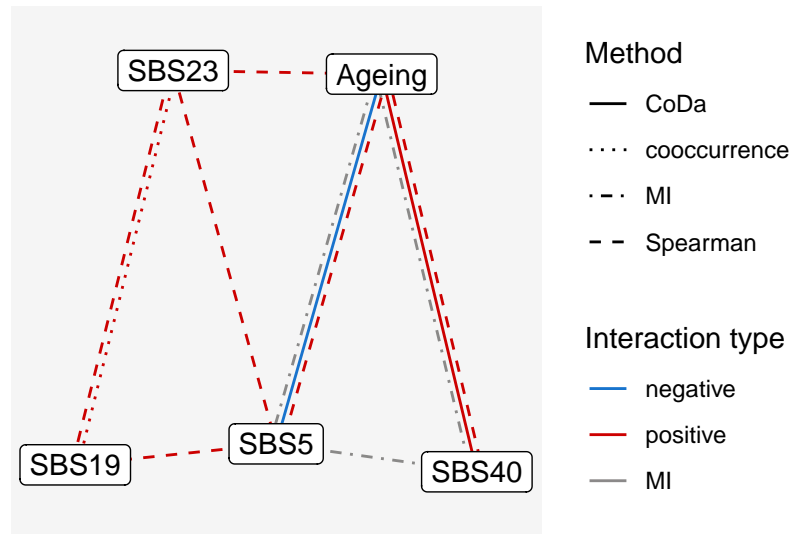 SBS23
Ageing
SBS19
SBS5
SBS40
Method
CoDa
cooccurrence
MI
Spearman
Interaction type
negative
positive
MI